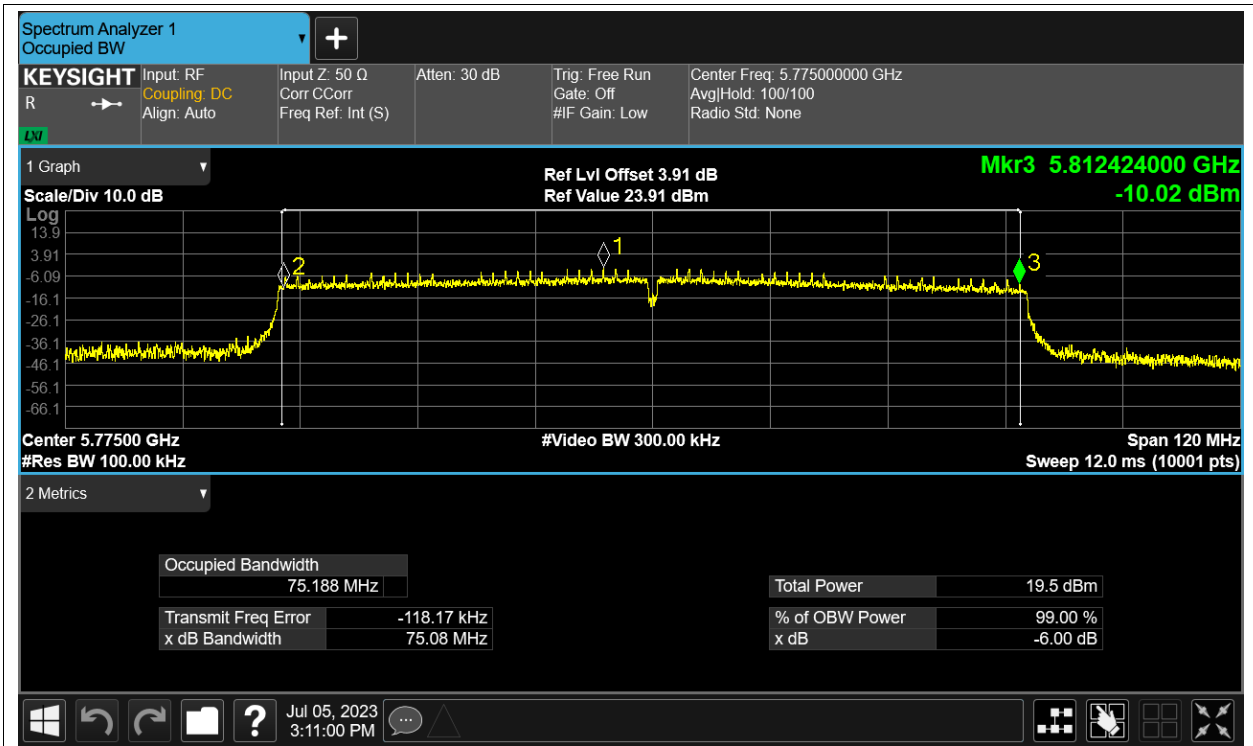 Spectrum Analyzer 1
Occupied BW
KEYSIGHT
R
LXI
Input: RF
Coupling: DC
Align: Auto
Input Z: 50 Ω
Corr CCorr
Freq Ref: Int (S)
Atten: 30 dB
Trig: Free Run
Gate: Off
#IF Gain: Low
Center Freq: 5.775000000 GHz
Avg|Hold: 100/100
Radio Std: None
1 Graph
Scale/Div 10.0 dB
Ref Lvl Offset 3.91 dB
Ref Value 23.91 dBm
Mkr3 5.812424000 GHz
-10.02 dBm
Log
13.9
3.91
-6.09
-16.1
-26.1
-36.1
-46.1
-56.1
-66.1
1
2
3
Center 5.77500 GHz
#Video BW 300.00 kHz
Span 120 MHz
#Res BW 100.00 kHz
Sweep 12.0 ms (10001 pts)
2 Metrics
Occupied Bandwidth
75.188 MHz
Transmit Freq Error -118.17 kHz
x dB Bandwidth 75.08 MHz
Total Power 19.5 dBm
% of OBW Power 99.00 %
x dB -6.00 dB
?
Jul 05, 2023
3:11:00 PM